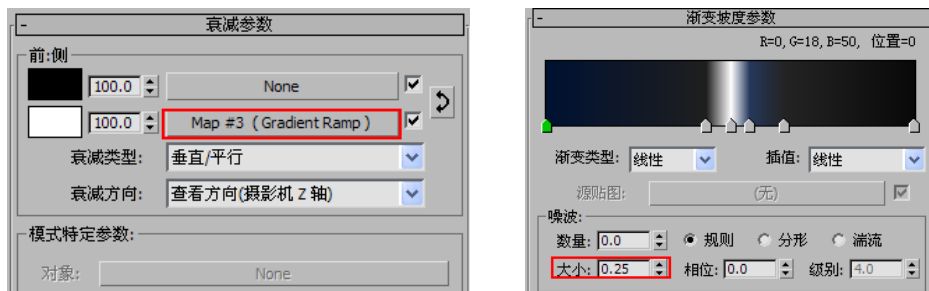 - 衰减参数
前:侧
100.0 None
100.0 Map #3 ( Gradient Ramp )
衰减类型: 垂直/平行
衰减方向: 查看方向(摄影机 Z 轴)
模式特定参数:
对象: None
- 渐变坡度参数
R=0, G=18, B=50, 位置=0
渐变类型: 线性 插值: 线性
源贴图: (无)
噪波:
数量: 0.0 规则 分形 湍流
大小: 0.25 相位: 0.0 级别: 4.0